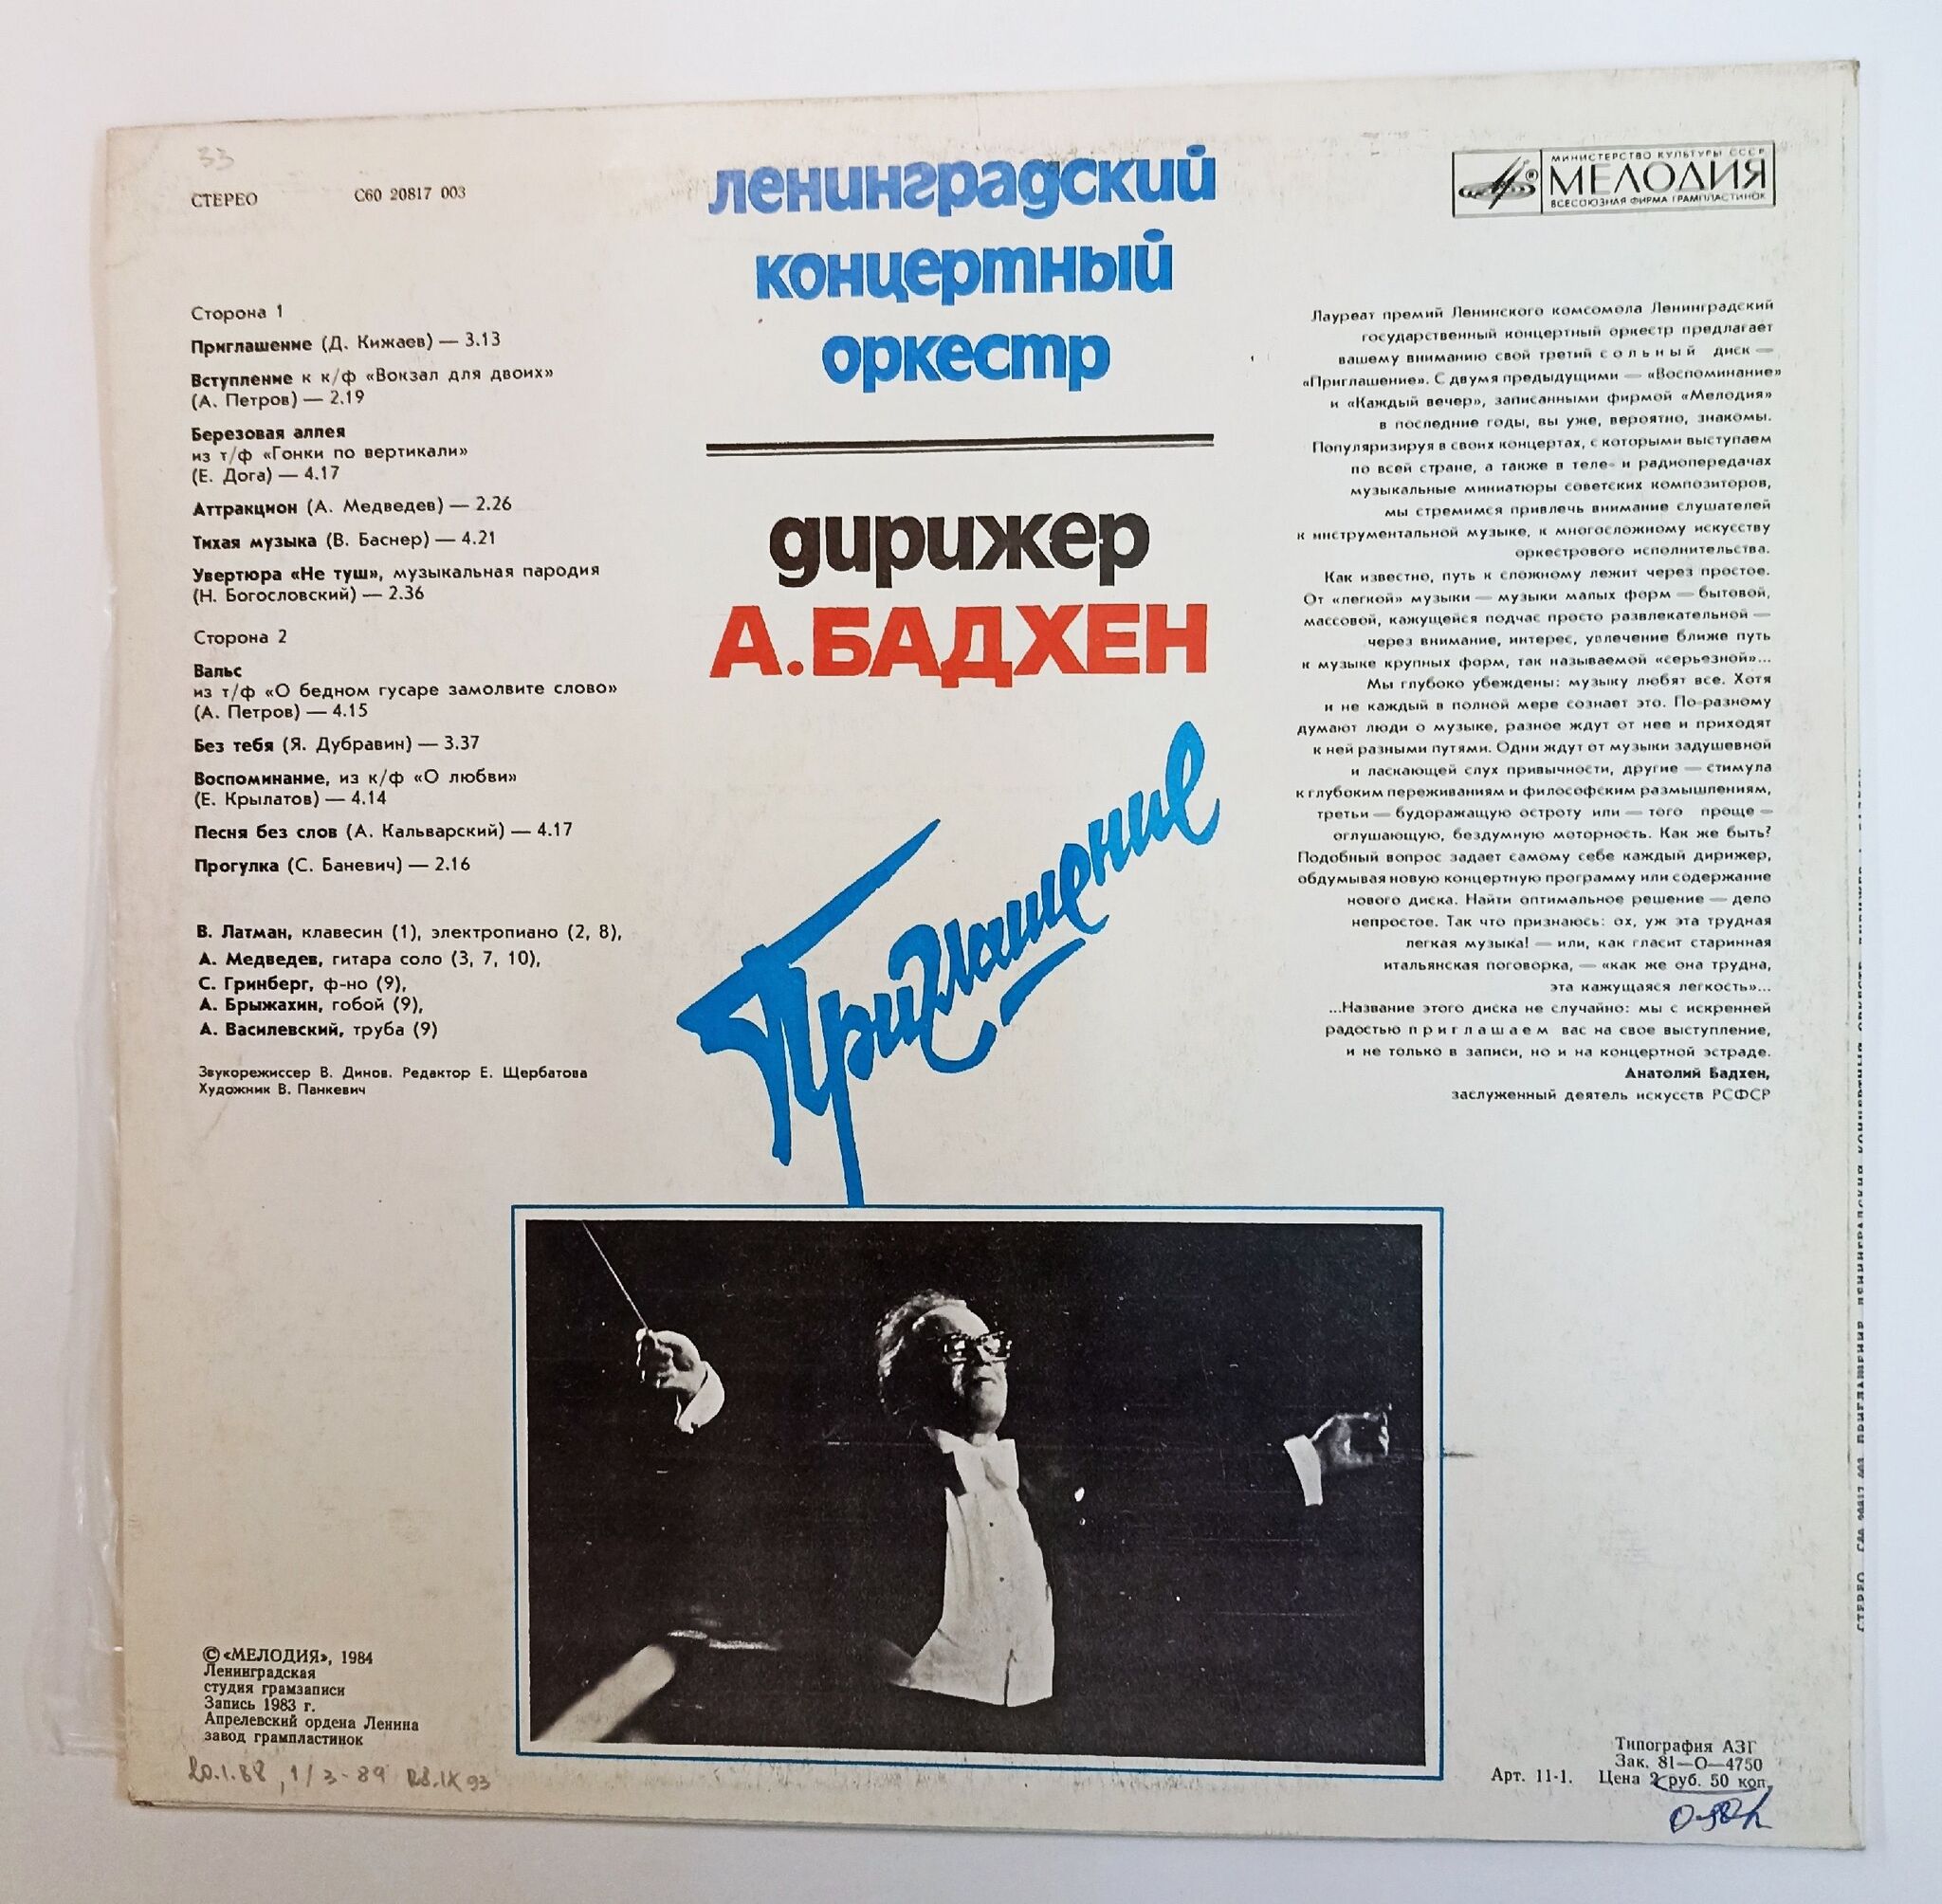 33
СТЕРЕО С60 20817 003
Сторона 1
Приглашение (Д. Кижаев) — 3.13
Вступление к к/ф «Вокзал для двоих»
(А. Петров) — 2.19
Березовая аллея
из т/ф «Гонки по вертикали»
(Е. Дога) — 4.17
Аттракцион (А. Медведев) — 2.26
Тихая музыка (В. Баснер) — 4.21
Увертюра «Не туш», музыкальная пародия
(Н. Богословский) — 2.36
Сторона 2
Вальс
из т/ф «О бедном гусаре замолвите слово»
(А. Петров) — 4.15
Без тебя (Я. Дубравин) — 3.37
Воспоминание, из к/ф «О любви»
(Е. Крылатов) — 4.14
Песня без слов (А. Кальварский) — 4.17
Прогулка (С. Баневич) — 2.16
В. Латман, клавесин (1), электропиано (2, 8),
А. Медведев, гитара соло (3, 7, 10),
С. Гринберг, ф-но (9),
А. Брыжахин, гобой (9),
А. Василевский, труба (9)
Звукорежиссер В. Динов. Редактор Е. Щербатова
Художник В. Панкевич
ленинградский
концертный
оркестр
дирижер
А.БАДХЕН
Приглашение
МИНИСТЕРСТВО КУЛЬТУРЫ СССР
МЕЛОДИЯ
ВСЕСОЮЗНАЯ ФИРМА ГРАМПЛАСТИНОК
Лауреат премий Ленинского комсомола Ленинградский
государственный концертный оркестр предлагает
вашему вниманию свой третий сольный диск —
«Приглашение». С двумя предыдущими — «Воспоминание»
и «Каждый вечер», записанными фирмой «Мелодия»
в последние годы, вы уже, вероятно, знакомы.
Популяризируя в своих концертах, с которыми выступаем
по всей стране, а также в теле- и радиопередачах
музыкальные миниатюры советских композиторов,
мы стремимся привлечь внимание слушателей
к инструментальной музыке, к многосложному искусству
оркестрового исполнительства.
Как известно, путь к сложному лежит через простое.
От «легкой» музыки — музыки малых форм — бытовой,
массовой, кажущейся подчас просто развлекательной —
через внимание, интерес, увлечение ближе путь
к музыке крупных форм, так называемой «серьезной»...
Мы глубоко убеждены: музыку любят все. Хотя
и не каждый в полной мере сознает это. По-разному
думают люди о музыке, разное ждут от нее и приходят
к ней разными путями. Одни ждут от музыки задушевной
и ласкающей слух привычности, другие — стимула
к глубоким переживаниям и философским размышлениям,
третьи — будоражащую остроту или — того проще —
оглушающую, бездумную моторность. Как же быть?
Подобный вопрос задает самому себе каждый дирижер,
обдумывая новую концертную программу или содержание
нового диска. Найти оптимальное решение — дело
непростое. Так что признаюсь: ох, уж эта трудная
легкая музыка! — или, как гласит старинная
итальянская поговорка, — «как же она трудна,
эта кажущаяся легкость»...
...Название этого диска не случайно: мы с искренней
радостью приглашаем вас на свое выступление,
и не только в записи, но и на концертной эстраде.
Анатолий Бадхен,
заслуженный деятель искусств РСФСР
© «МЕЛОДИЯ», 1984
Ленинградская
студия грамзаписи
Запись 1983 г.
Апрелевский ордена Ленина
завод грампластинок
20.1.88, 1/3-89 28.IX 93
Типография АЗГ
Зак. 81—О—4750
Арт. 11-1. Цена 2 руб. 50 коп.
СТЕРЕО С60 20817 003 ПРИГЛАШЕНИЕ ЛЕНИНГРАДСКИЙ КОНЦЕРТНЫЙ ОРКЕСТР ДИРИЖЕР